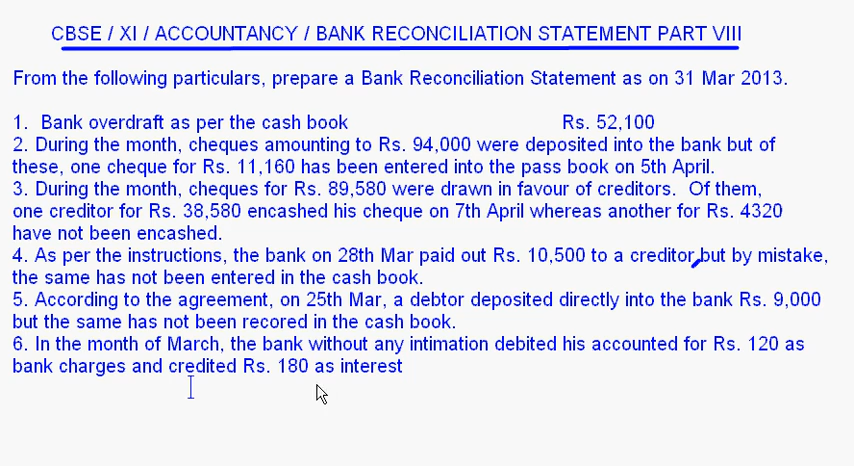 CBSE / XI / ACCOUNTANCY / BANK RECONCILIATION STATEMENT PART VIII
From the following particulars, prepare a Bank Reconciliation Statement as on 31 Mar 2013.
1. Bank overdraft as per the cash book Rs. 52,100
2. During the month, cheques amounting to Rs. 94,000 were deposited into the bank but of
these, one cheque for Rs. 11,160 has been entered into the pass book on 5th April.
3. During the month, cheques for Rs. 89,580 were drawn in favour of creditors. Of them,
one creditor for Rs. 38,580 encashed his cheque on 7th April whereas another for Rs. 4320
have not been encashed.
4. As per the instructions, the bank on 28th Mar paid out Rs. 10,500 to a creditor,but by mistake,
the same has not been entered in the cash book.
5. According to the agreement, on 25th Mar, a debtor deposited directly into the bank Rs. 9,000
but the same has not been recored in the cash book.
6. In the month of March, the bank without any intimation debited his accounted for Rs. 120 as
bank charges and credited Rs. 180 as interest